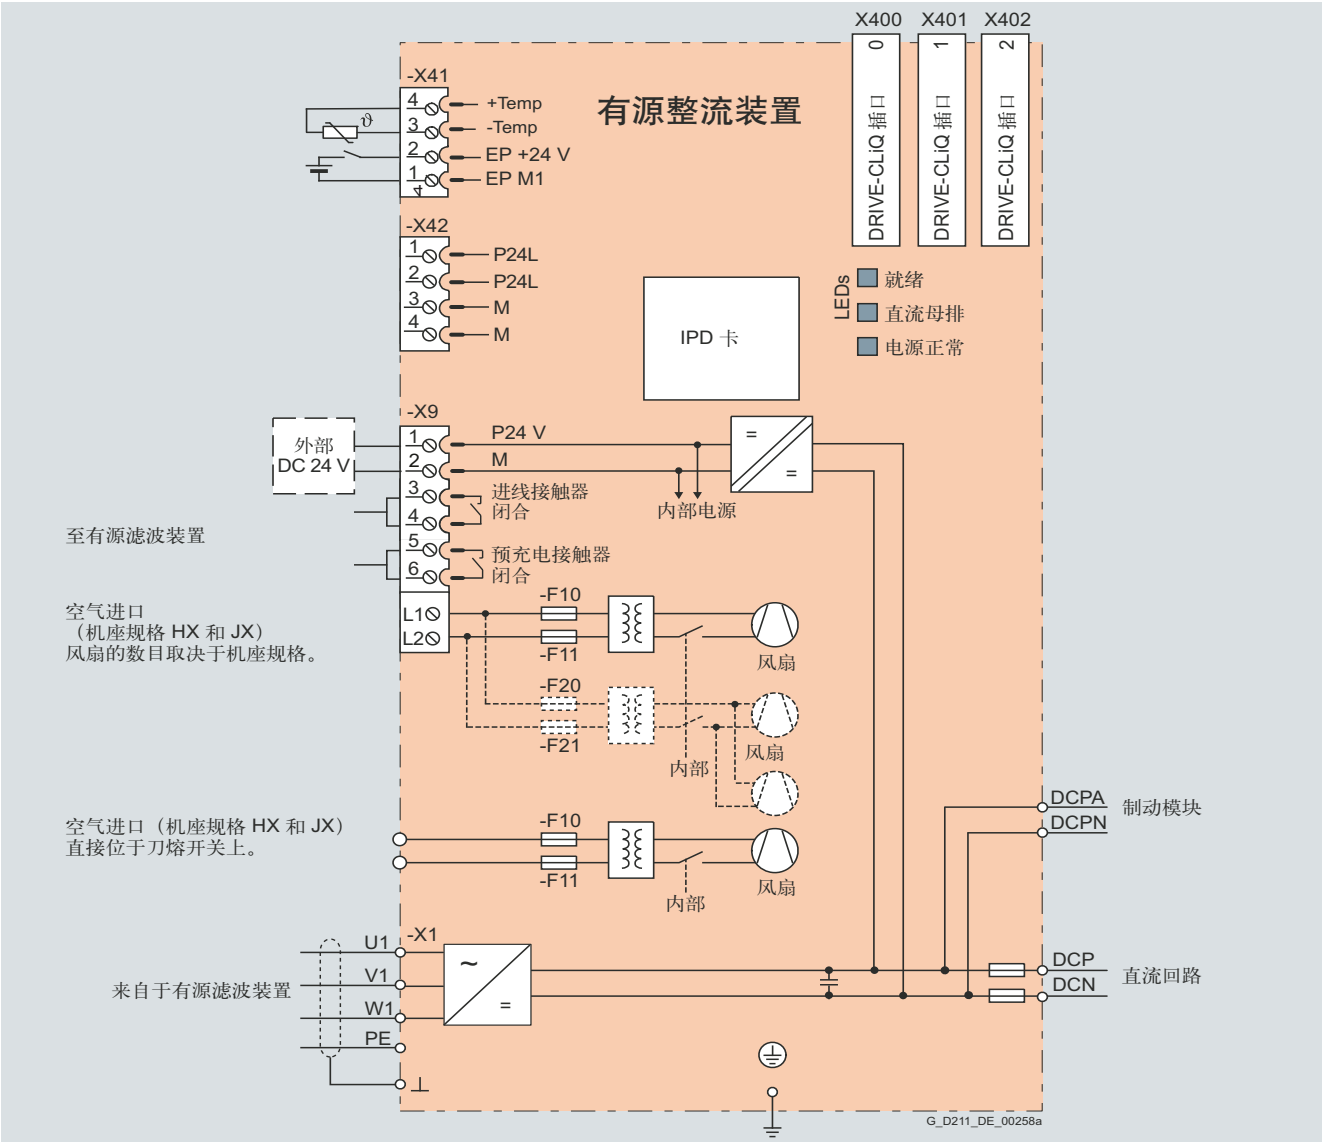 X400
X401
X402
0
1
2
DRIVE-CLiQ 插口
DRIVE-CLiQ 插口
DRIVE-CLiQ 插口
有源整流装置
-X41
4
+Temp
3
-Temp
ϑ
2
EP +24 V
1
EP M1
4
-X42
1
P24L
2
P24L
3
M
4
M
LEDs
就绪
直流母排
电源正常
IPD 卡
-X9
外部
DC 24 V
1
P24 V
2
M
=
=
3
进线接触器
闭合
4
内部电源
至有源滤波装置
5
预充电接触器
闭合
6
空气进口
（机座规格 HX 和 JX）
风扇的数目取决于机座规格。
L1
L2
-F10
-F11
风扇
-F20
-F21
风扇
内部
空气进口（机座规格 HX 和 JX）
直接位于刀熔开关上。
-F10
-F11
风扇
内部
DCPA
制动模块
DCPN
-X1
U1
V1
W1
PE
来自于有源滤波装置
~
=
DCP
直流回路
DCN
G_D211_DE_00258a